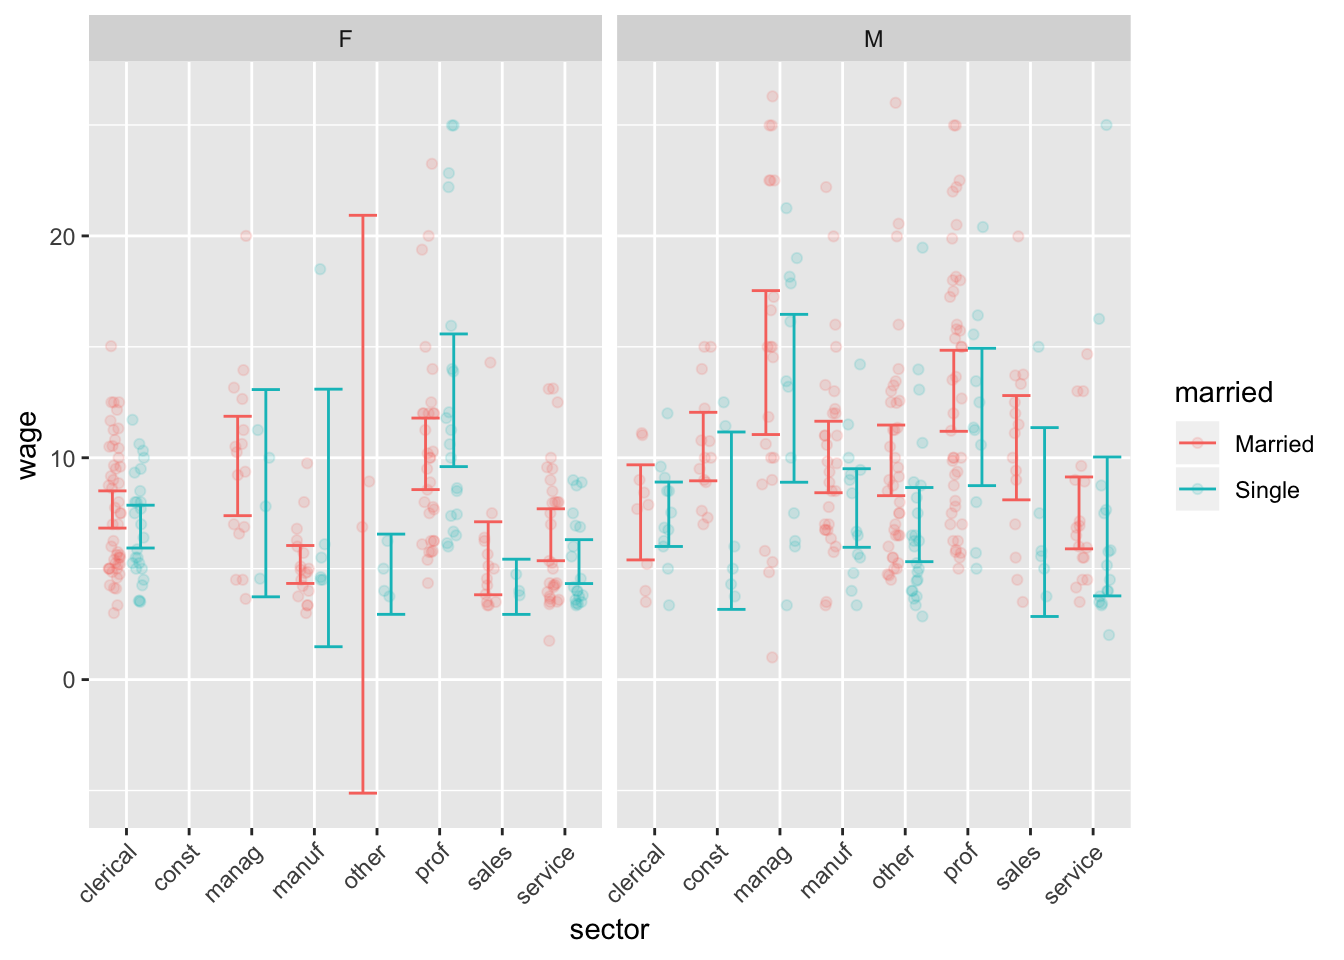 F
M
married
Married
Single
wage
20
10
0
clerical
const
manag
manuf
other
prof
sales
service
clerical
const
manag
manuf
other
prof
sales
service
sector